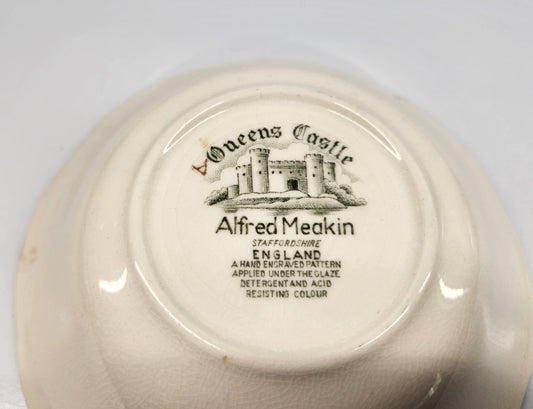 Queens Castle
Alfred Meakin
STAFFORDSHIRE
ENGLAND
A HAND ENGRAVED PATTERN
APPLIED UNDER THE GLAZE
DETERGENT AND ACID
RESISTING COLOUR